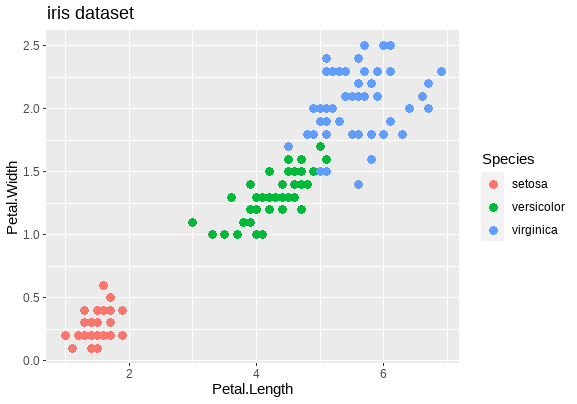 iris dataset
2.5
2.0
1.5
1.0
0.5
0.0
Petal.Width
2 4 6
Petal.Length
Species
setosa
versicolor
virginica